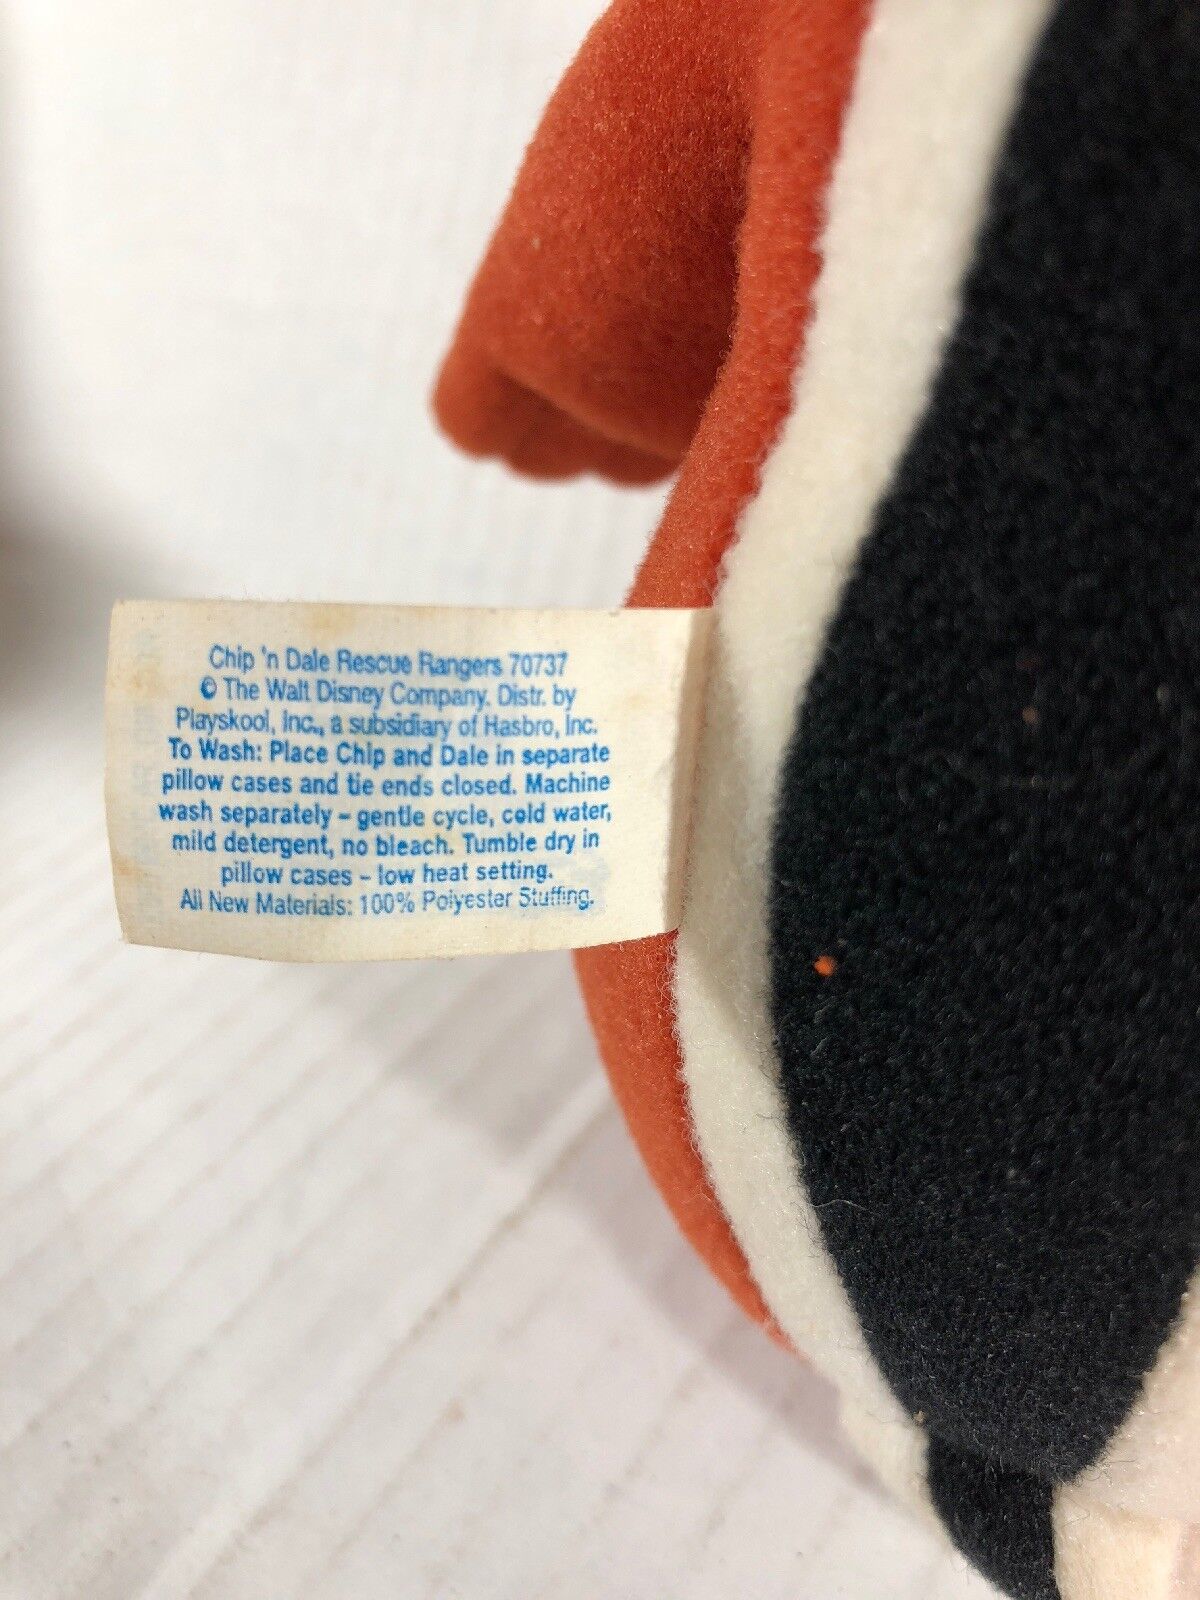 Chip 'n Dale Rescue Rangers 70737
© The Walt Disney Company. Distr. by
Playskool, Inc., a subsidiary of Hasbro, Inc.
To Wash: Place Chip and Dale in separate
pillow cases and tie ends closed. Machine
wash separately – gentle cycle, cold water,
mild detergent, no bleach. Tumble dry in
pillow cases – low heat setting.
All New Materials: 100% Polyester Stuffing.